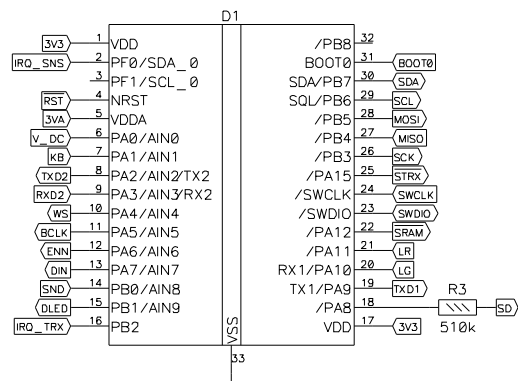 D1
3V3 1 VDD /PB8 32
IRQ_SNS 2 PF0/SDA_0 BOOT0 31 BOOT0
3 PF1/SCL_0 SDA/PB7 30 SDA
RST 4 NRST SQL/PB6 29 SCL
3VA 5 VDDA /PB5 28 MOSI
V_DC 6 PA0/AIN0 /PB4 27 MISO
KB 7 PA1/AIN1 /PB3 26 SCK
TXD2 8 PA2/AIN2/TX2 /PA15 25 STRX
RXD2 9 PA3/AIN3/RX2 /SWCLK 24 SWCLK
WS 10 PA4/AIN4 /SWDIO 23 SWDIO
BCLK 11 PA5/AIN5 /PA12 22 SRAM
ENN 12 PA6/AIN6 /PA11 21 LR
DIN 13 PA7/AIN7 RX1/PA10 20 LG
SND 14 PB0/AIN8 TX1/PA9 19 TXD1 R3
DLED 15 PB1/AIN9 /PA8 18 SD
IRQ_TRX 16 PB2 VDD 17 3V3 510k
VSS
33